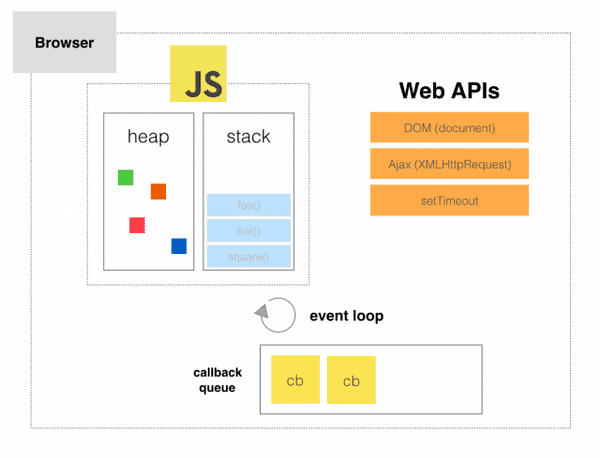 Browser
JS
heap
stack
foo()
bar()
square()
Web APIs
DOM (document)
Ajax (XMLHttpRequest)
setTimeout
event loop
callback
queue
cb
cb